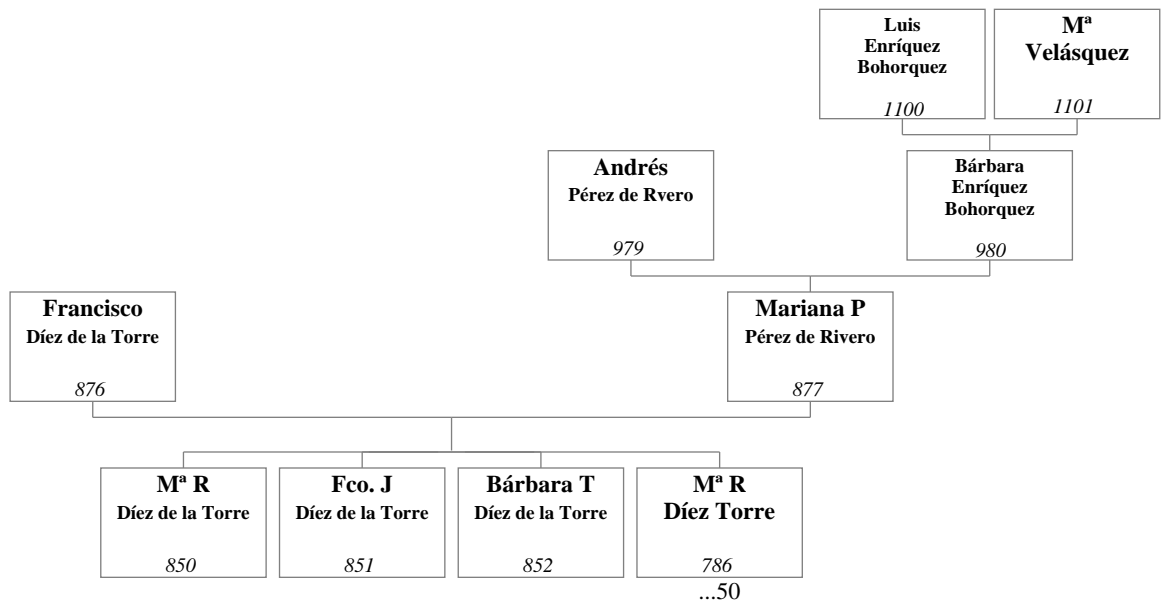 Luis
Enríquez
Bohorquez
1100
Mª
Velásquez
1101
Andrés
Pérez de Rvero
979
Bárbara
Enríquez
Bohorquez
980
Francisco
Díez de la Torre
876
Mariana P
Pérez de Rivero
877
Mª R
Díez de la Torre
850
Fco. J
Díez de la Torre
851
Bárbara T
Díez de la Torre
852
Mª R
Díez Torre
786
...50